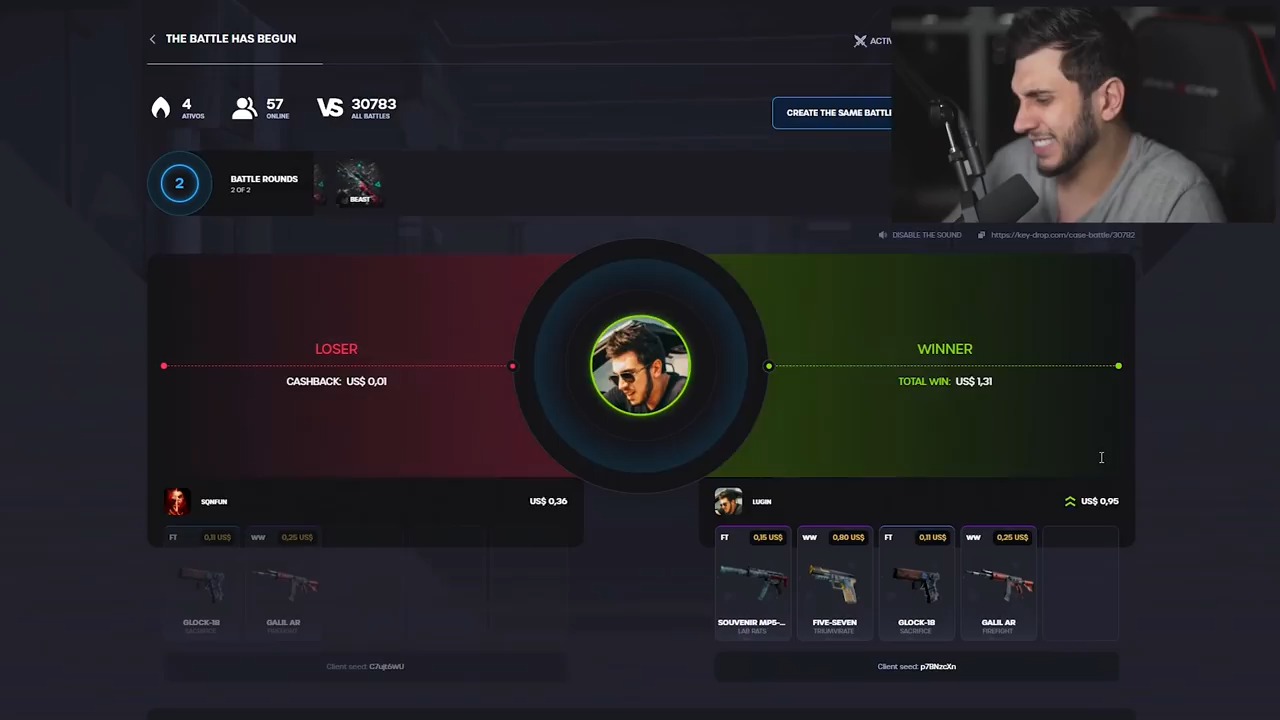 THE BATTLE HAS BEGUN
ACTIV
4
ATIVOS
57
ONLINE
VS
30783
ALL BATTLES
CREATE THE SAME BATTL
2
BATTLE ROUNDS
2 OF 2
BEAST
DISABLE THE SOUND
https://key-drop.com/case-battle/30782
LOSER
CASHBACK: US$ 0,01
WINNER
TOTAL WIN: US$ 1,31
SQNFUN
US$ 0,36
LUGIN
US$ 0,95
FT 0,11 US$
WW 0,25 US$
FT 0,15 US$
WW 0,80 US$
FT 0,11 US$
WW 0,25 US$
GLOCK-18
SACRIFICE
GALIL AR
FIREFIGHT
SOUVENIR MP5-...
LAB RATS
FIVE-SEVEN
TRIUMVIRATE
GLOCK-18
SACRIFICE
GALIL AR
FIREFIGHT
Client seed: C7ujt6wU
Client seed: p7BNzcXn